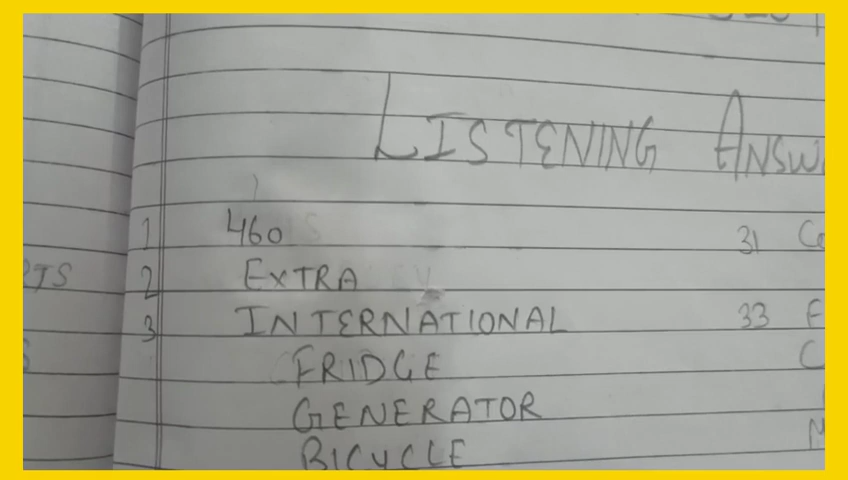 LISTENING
1 460
2 EXTRA
3 INTERNATIONAL
FRIDGE
GENERATOR
BICYCLE
31
33